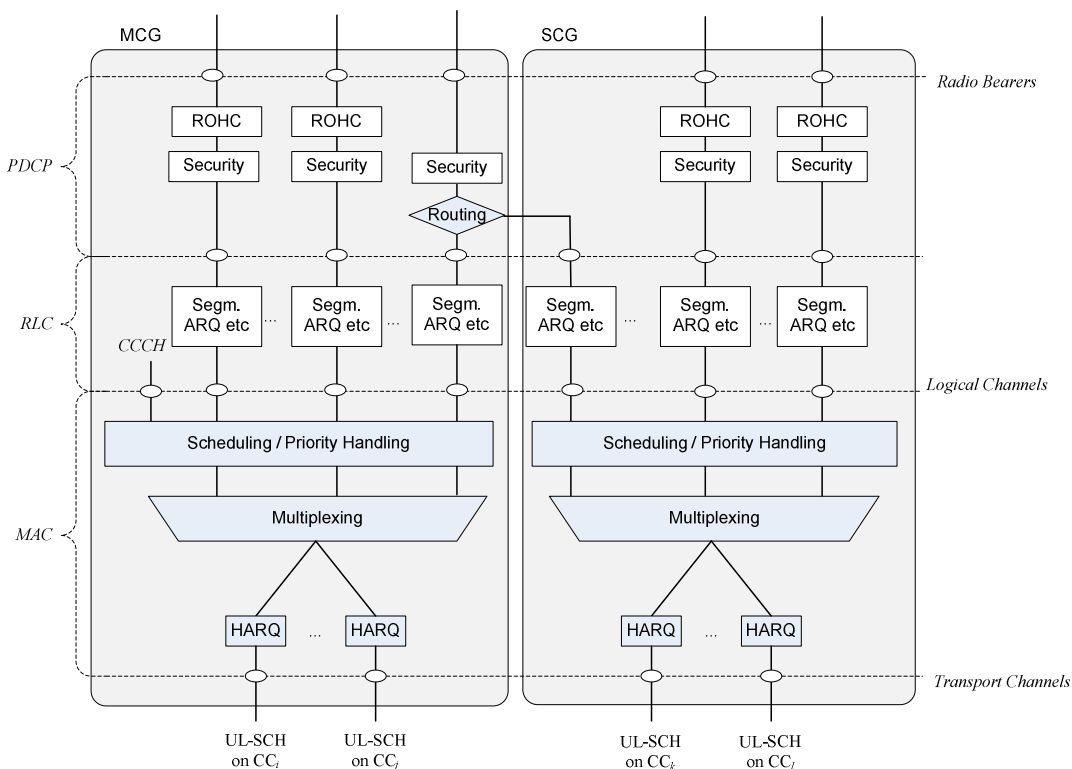 MCG
SCG
Radio Bearers
ROHC
ROHC
ROHC
ROHC
PDCP
Security
Security
Security
Security
Security
Routing
Segm.
ARQ etc
...
Segm.
ARQ etc
...
Segm.
ARQ etc
Segm.
ARQ etc
...
Segm.
ARQ etc
...
Segm.
ARQ etc
RLC
CCCH
Logical Channels
Scheduling / Priority Handling
Scheduling / Priority Handling
Multiplexing
Multiplexing
MAC
HARQ
...
HARQ
HARQ
...
HARQ
Transport Channels
UL-SCH
on CCi
UL-SCH
on CCj
UL-SCH
on CCk
UL-SCH
on CCl